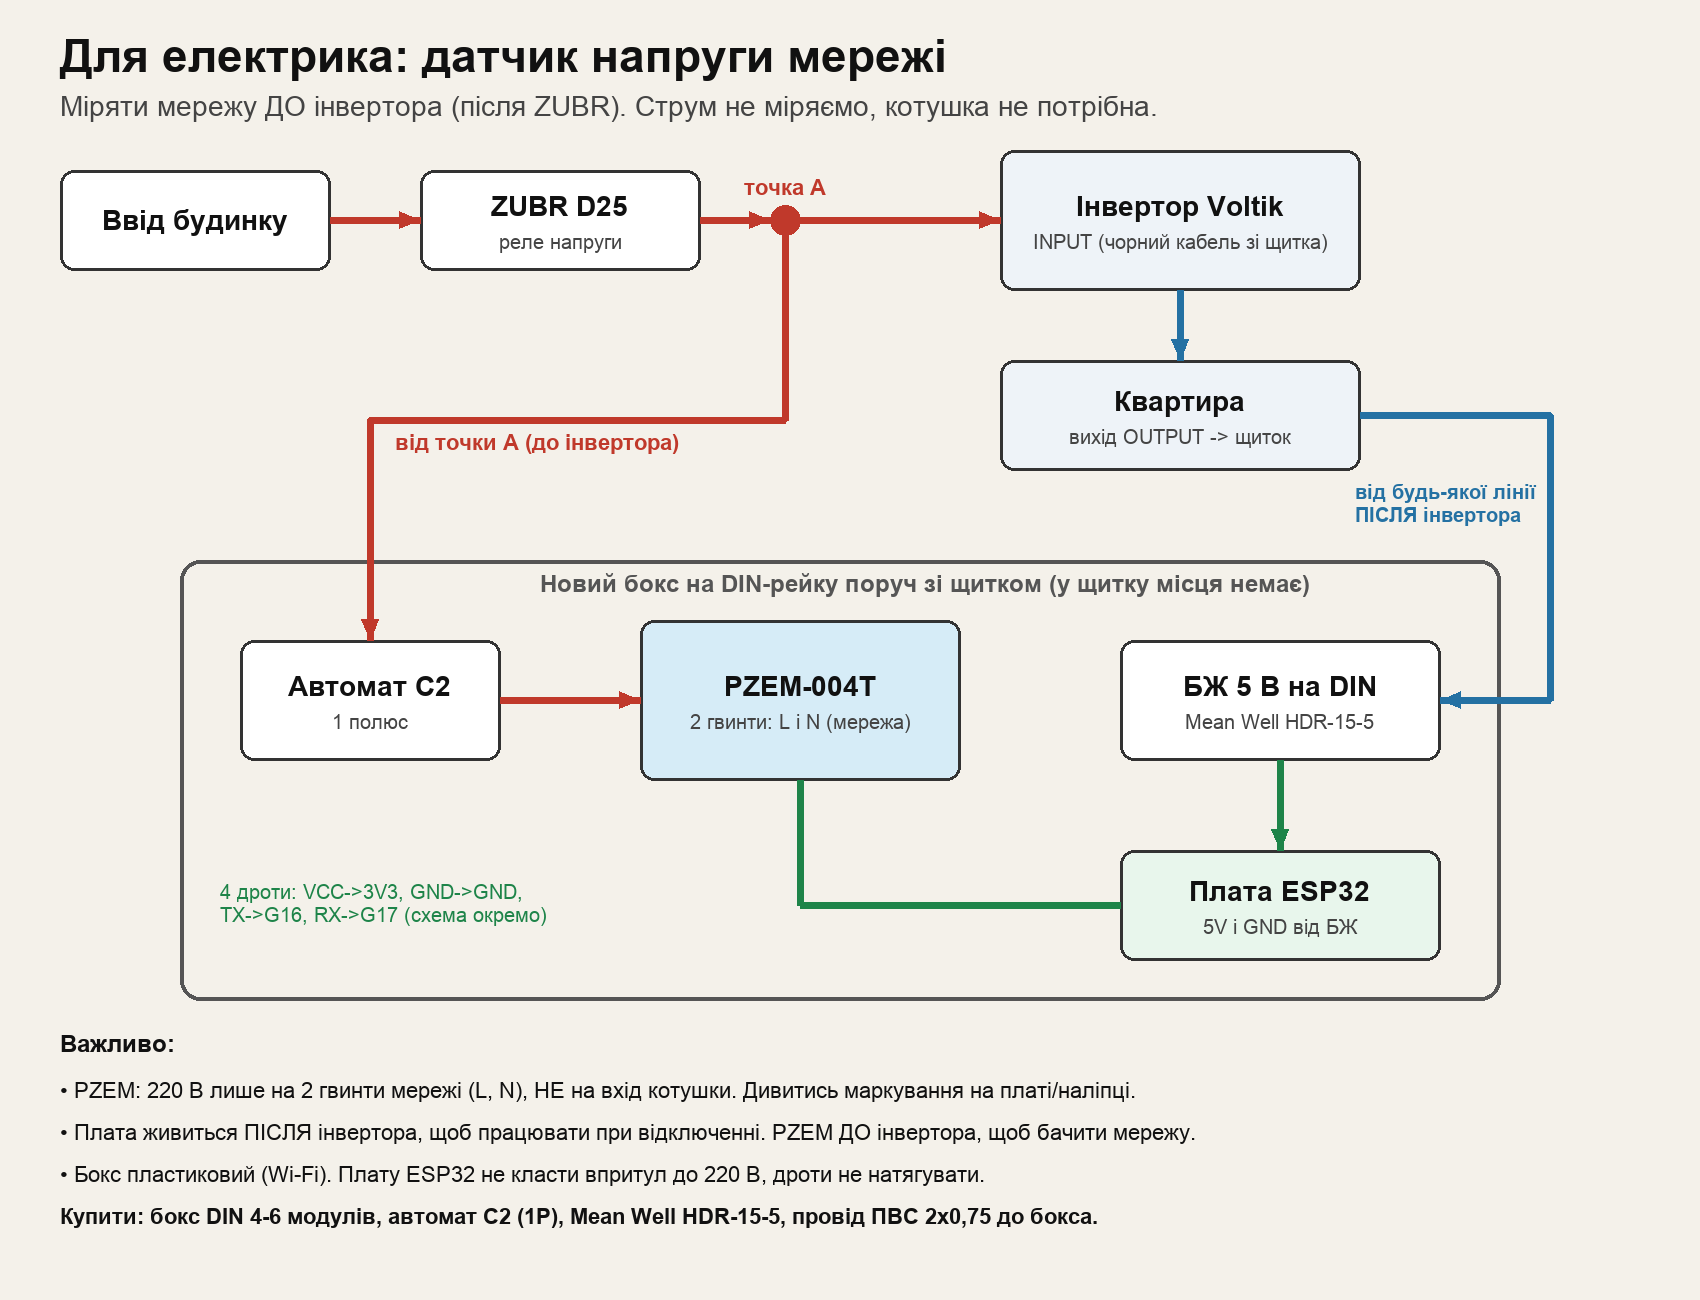 Для електрика: датчик напруги мережі
Міряти мережу ДО інвертора (після ZUBR). Струм не міряємо, котушка не потрібна.
Ввід будинку
ZUBR D25
реле напруги
точка А
Інвертор Voltik
INPUT (чорний кабель зі щитка)
Квартира
вихід OUTPUT -> щиток
від точки А (до інвертора)
від будь-якої лінії
ПІСЛЯ інвертора
Новий бокс на DIN-рейку поруч зі щитком (у щитку місця немає)
Автомат С2
1 полюс
PZEM-004T
2 гвинти: L і N (мережа)
БЖ 5 В на DIN
Mean Well HDR-15-5
4 дроти: VCC->3V3, GND->GND,
TX->G16, RX->G17 (схема окремо)
Плата ESP32
5V і GND від БЖ
Важливо:
• PZEM: 220 В лише на 2 гвинти мережі (L, N), НЕ на вхід котушки. Дивитись маркування на платі/наліпці.
• Плата живиться ПІСЛЯ інвертора, щоб працювати при відключенні. PZEM ДО інвертора, щоб бачити мережу.
• Бокс пластиковий (Wi-Fi). Плату ESP32 не класти впритул до 220 В, дроти не натягувати.
Купити: бокс DIN 4-6 модулів, автомат С2 (1P), Mean Well HDR-15-5, провід ПВС 2х0,75 до бокса.